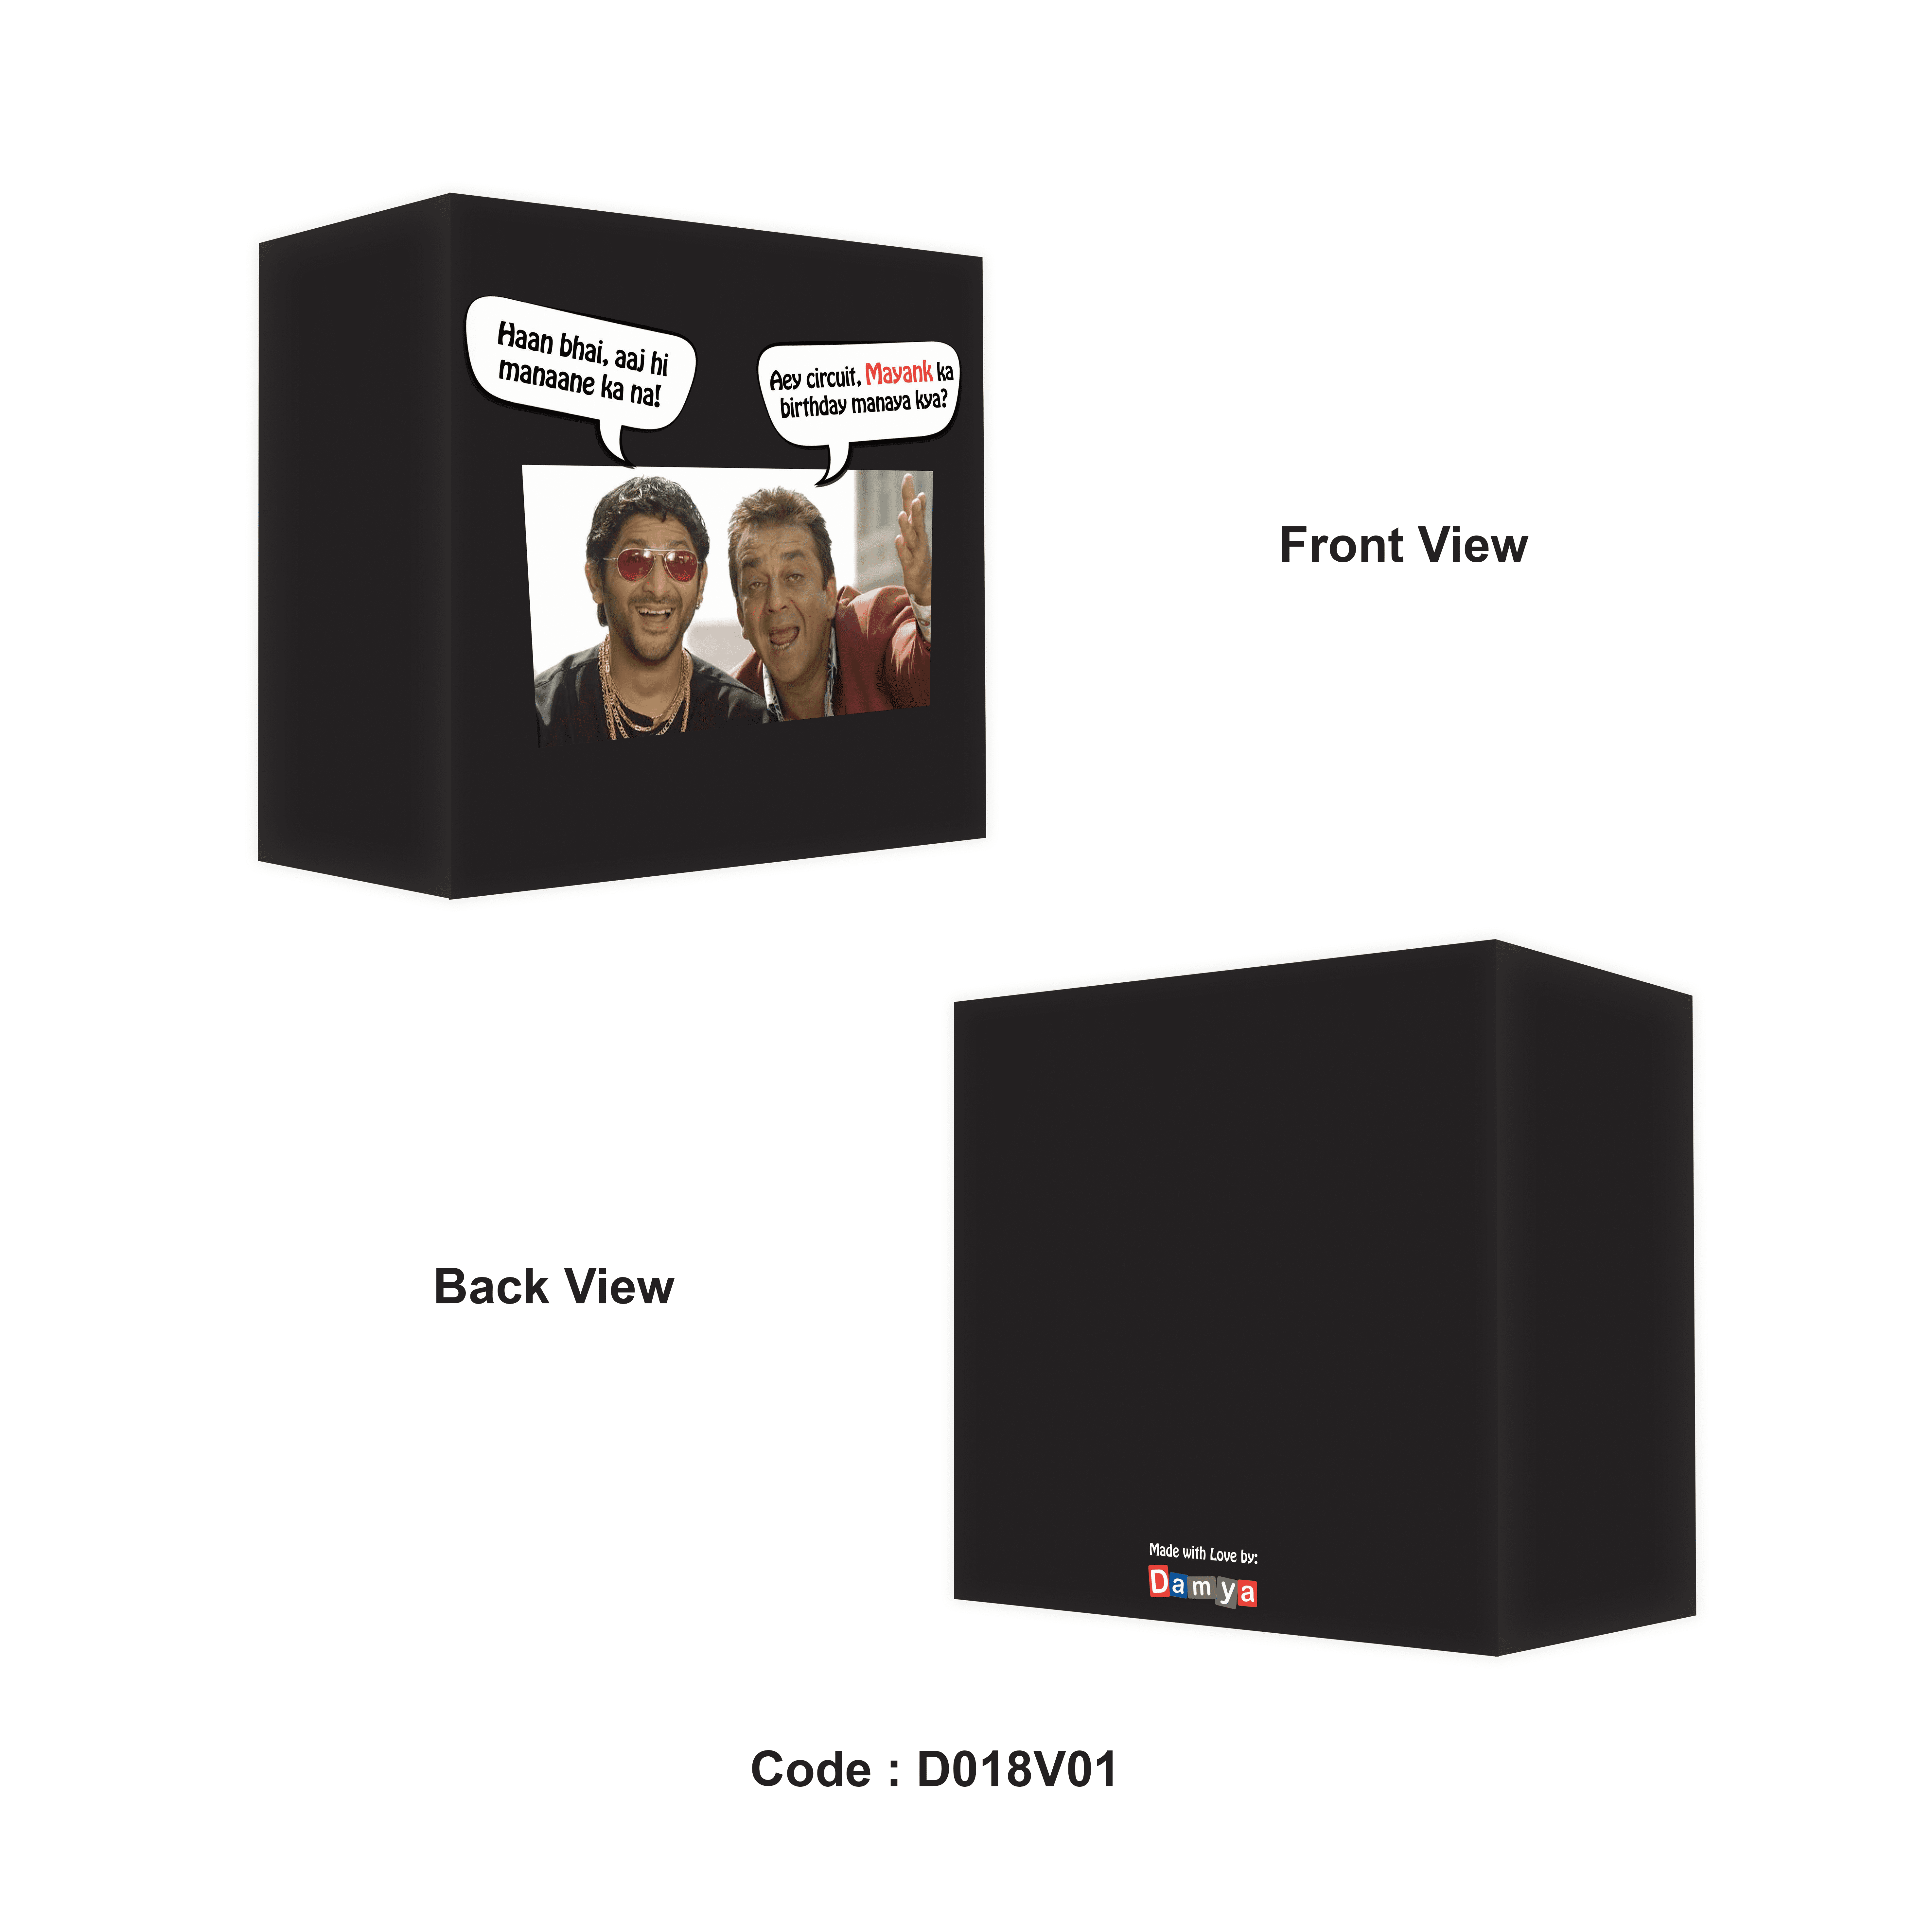 Haan bhai, aaj hi
manaane ka na!
Aey circuit, Mayank ka
birthday manaya kya?
Front View
Back View
Made with Love by:
Damya
Code : D018V01